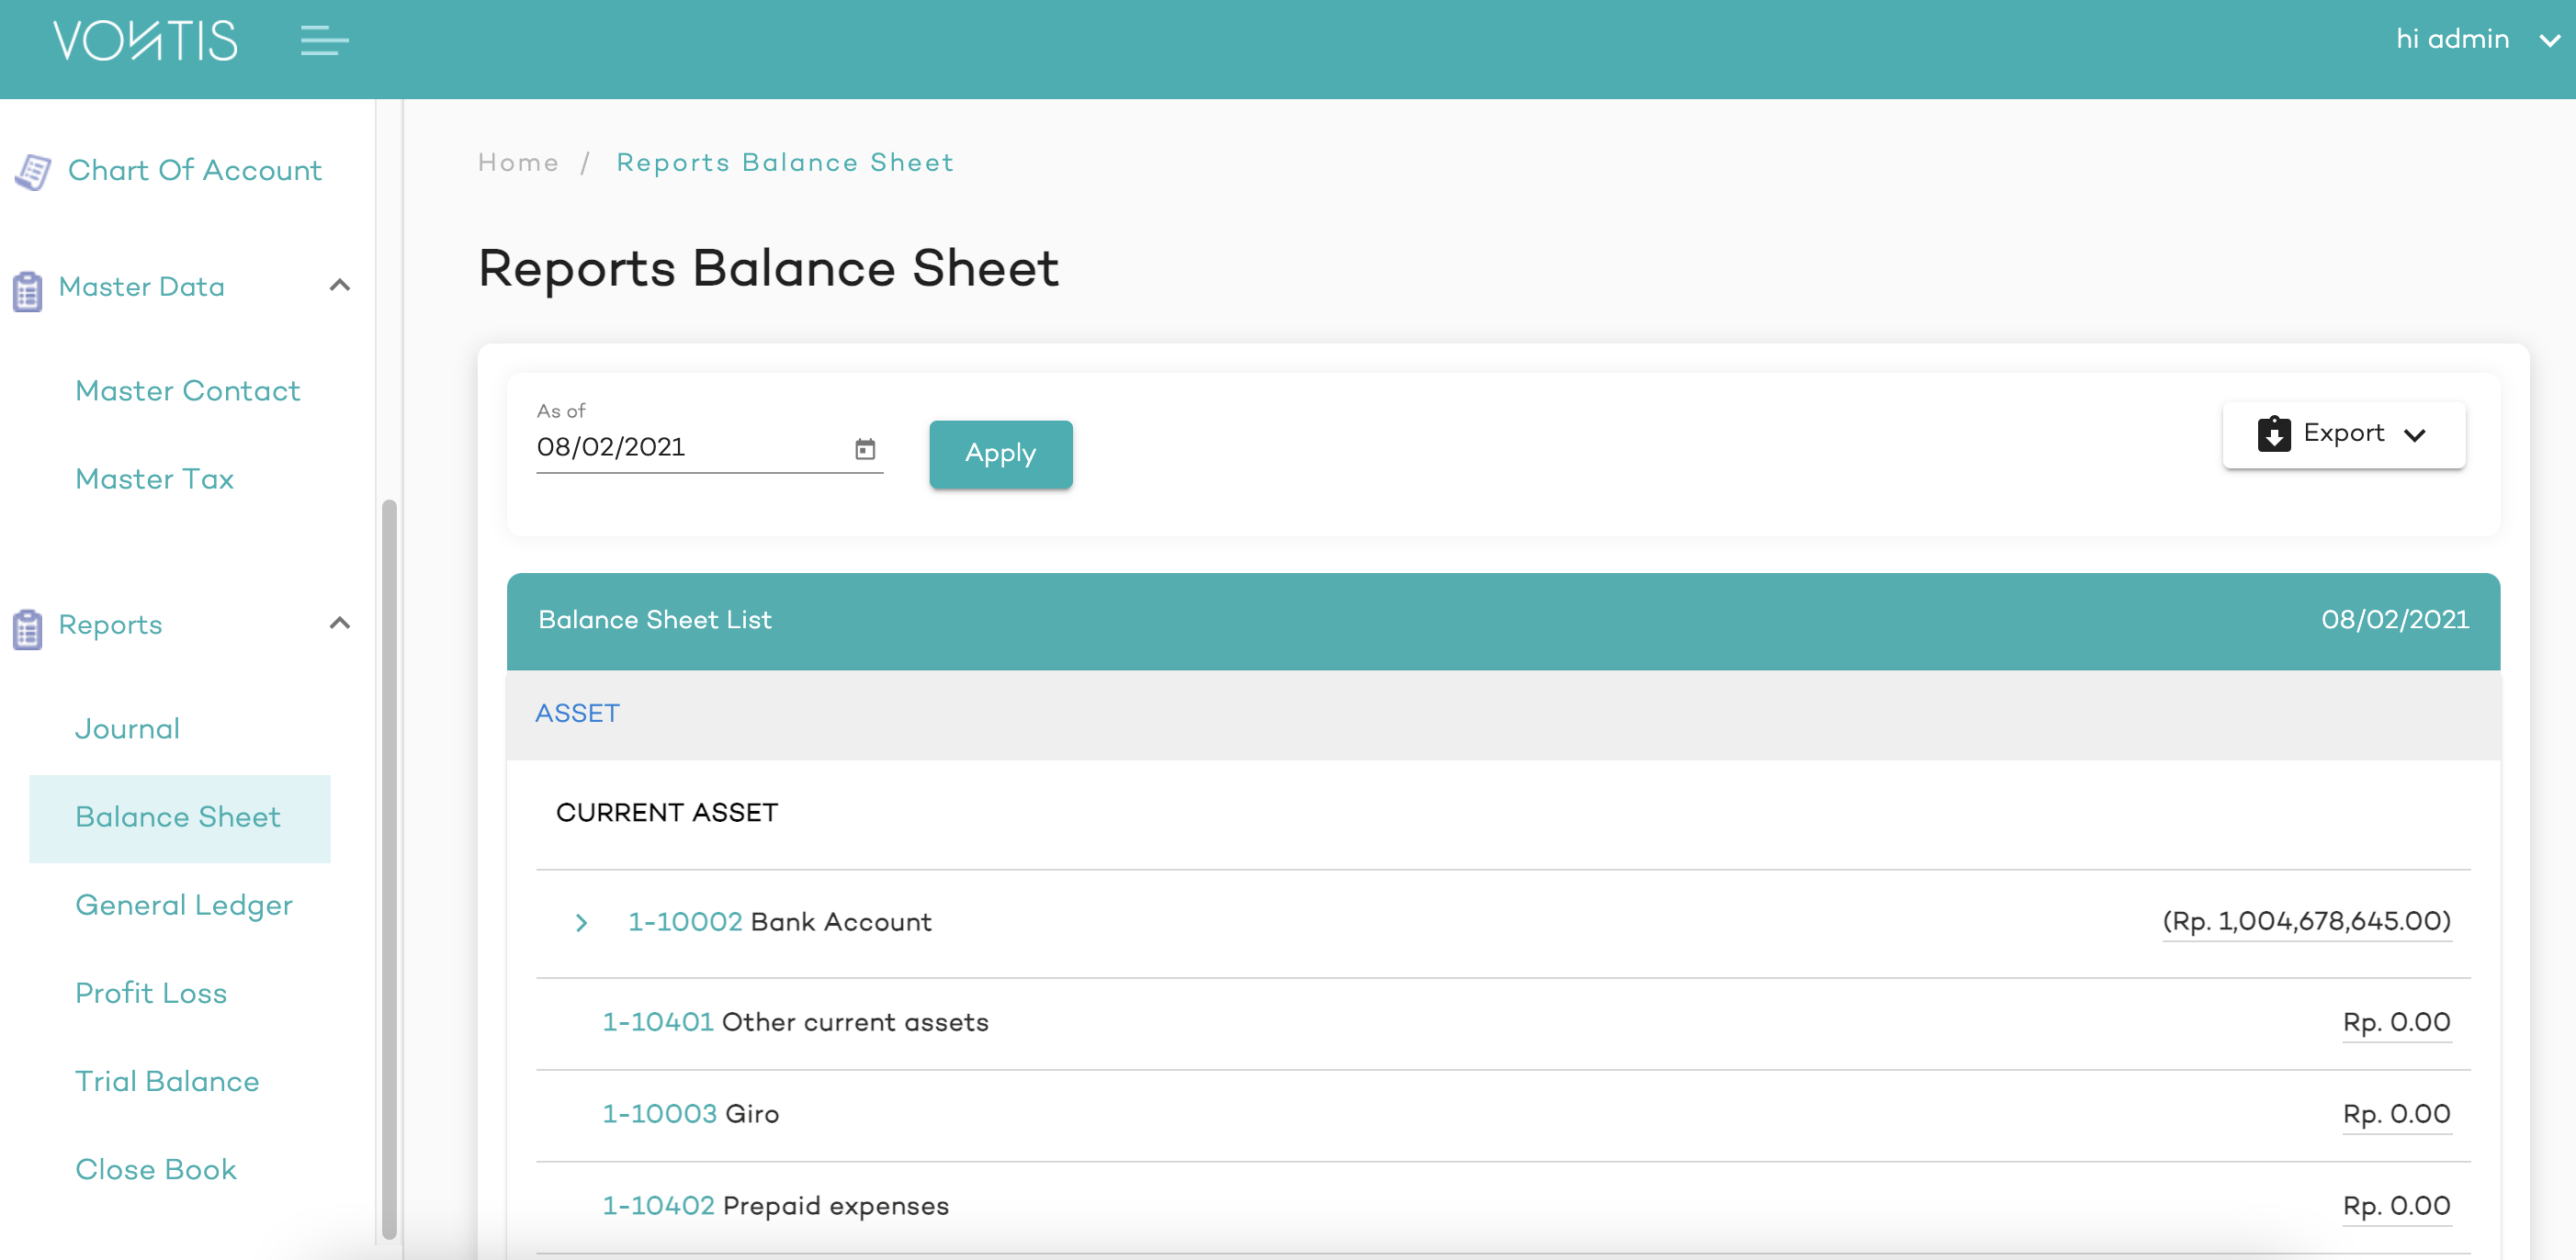 VONTIS
hi admin
Chart Of Account
Master Data
Master Contact
Master Tax
Reports
Journal
Balance Sheet
General Ledger
Profit Loss
Trial Balance
Close Book
Home / Reports Balance Sheet
Reports Balance Sheet
As of
08/02/2021
Apply
Export
Balance Sheet List 08/02/2021
ASSET
CURRENT ASSET
1-10002 Bank Account (Rp. 1,004,678,645.00)
1-10401 Other current assets Rp. 0.00
1-10003 Giro Rp. 0.00
1-10402 Prepaid expenses Rp. 0.00